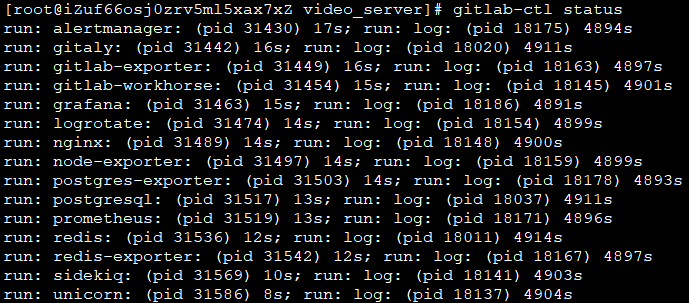 [root@iZuf66osj0zrv5ml5xax7xZ video_server]# gitlab-ctl status
run: alertmanager: (pid 31430) 17s; run: log: (pid 18175) 4894s
run: gitaly: (pid 31442) 16s; run: log: (pid 18020) 4911s
run: gitlab-exporter: (pid 31449) 16s; run: log: (pid 18163) 4897s
run: gitlab-workhorse: (pid 31454) 15s; run: log: (pid 18145) 4901s
run: grafana: (pid 31463) 15s; run: log: (pid 18186) 4891s
run: logrotate: (pid 31474) 14s; run: log: (pid 18154) 4899s
run: nginx: (pid 31489) 14s; run: log: (pid 18148) 4900s
run: node-exporter: (pid 31497) 14s; run: log: (pid 18159) 4899s
run: postgres-exporter: (pid 31503) 14s; run: log: (pid 18178) 4893s
run: postgresql: (pid 31517) 13s; run: log: (pid 18037) 4911s
run: prometheus: (pid 31519) 13s; run: log: (pid 18171) 4896s
run: redis: (pid 31536) 12s; run: log: (pid 18011) 4914s
run: redis-exporter: (pid 31542) 12s; run: log: (pid 18167) 4897s
run: sidekiq: (pid 31569) 10s; run: log: (pid 18141) 4903s
run: unicorn: (pid 31586) 8s; run: log: (pid 18137) 4904s